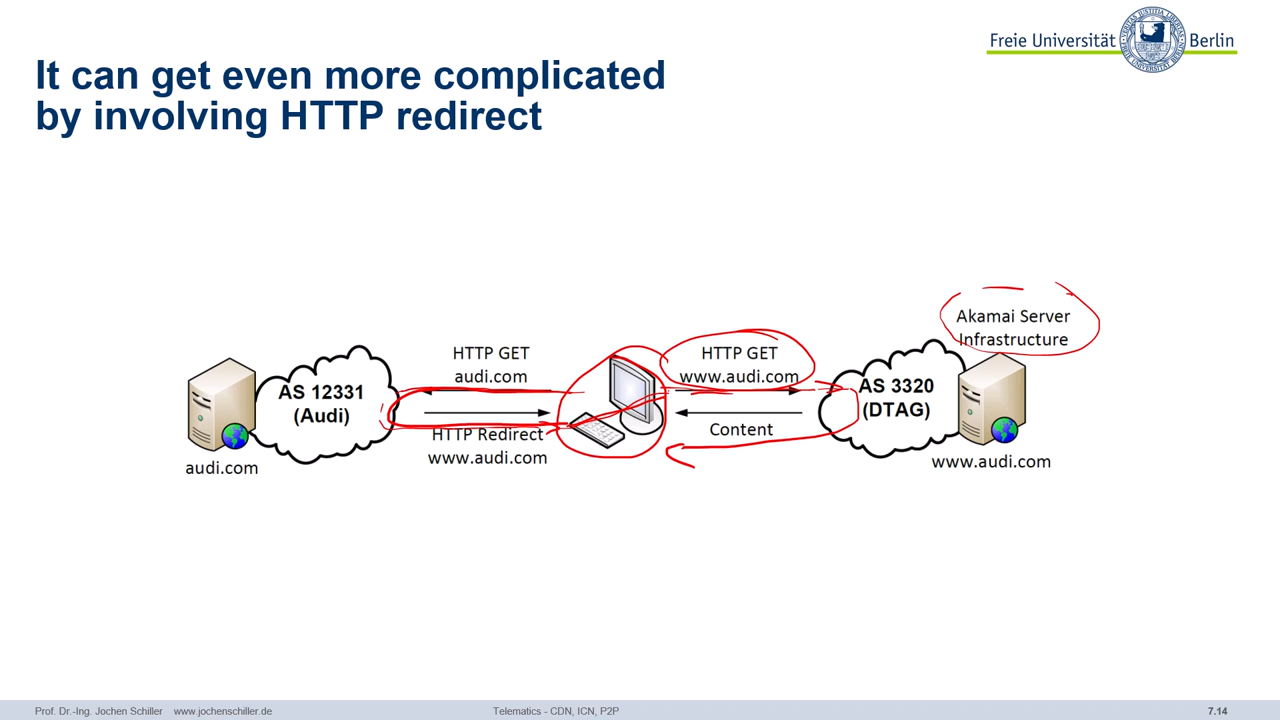 Freie Universität Berlin
It can get even more complicated
by involving HTTP redirect
Akamai Server
Infrastructure
HTTP GET
audi.com
HTTP GET
www.audi.com
AS 12331
(Audi)
AS 3320
(DTAG)
HTTP Redirect
www.audi.com
Content
audi.com
www.audi.com
Prof. Dr.-Ing. Jochen Schiller www.jochenschiller.de
Telematics - CDN, ICN, P2P
7.14